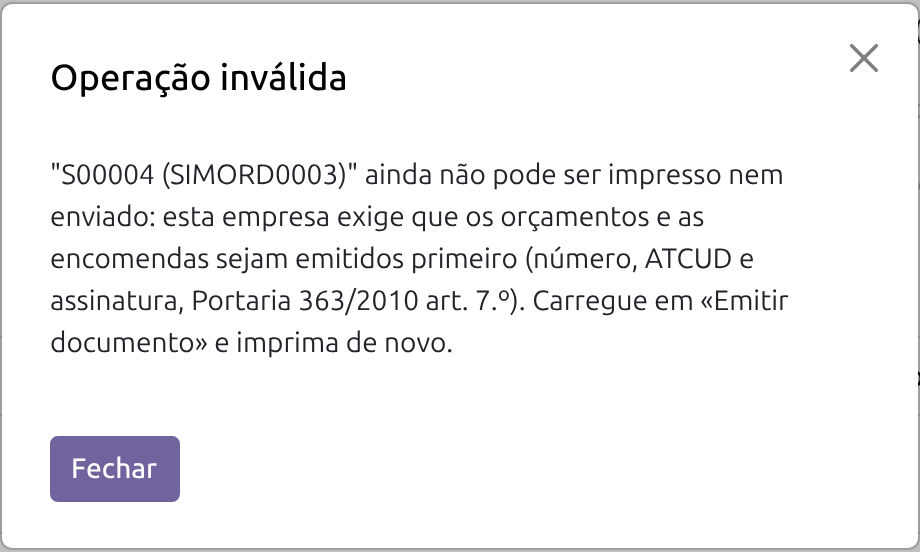 Operação inválida
"S00004 (SIMORD0003)" ainda não pode ser impresso nem
enviado: esta empresa exige que os orçamentos e as
encomendas sejam emitidos primeiro (número, ATCUD e
assinatura, Portaria 363/2010 art. 7.º). Carregue em «Emitir
documento» e imprima de novo.
Fechar